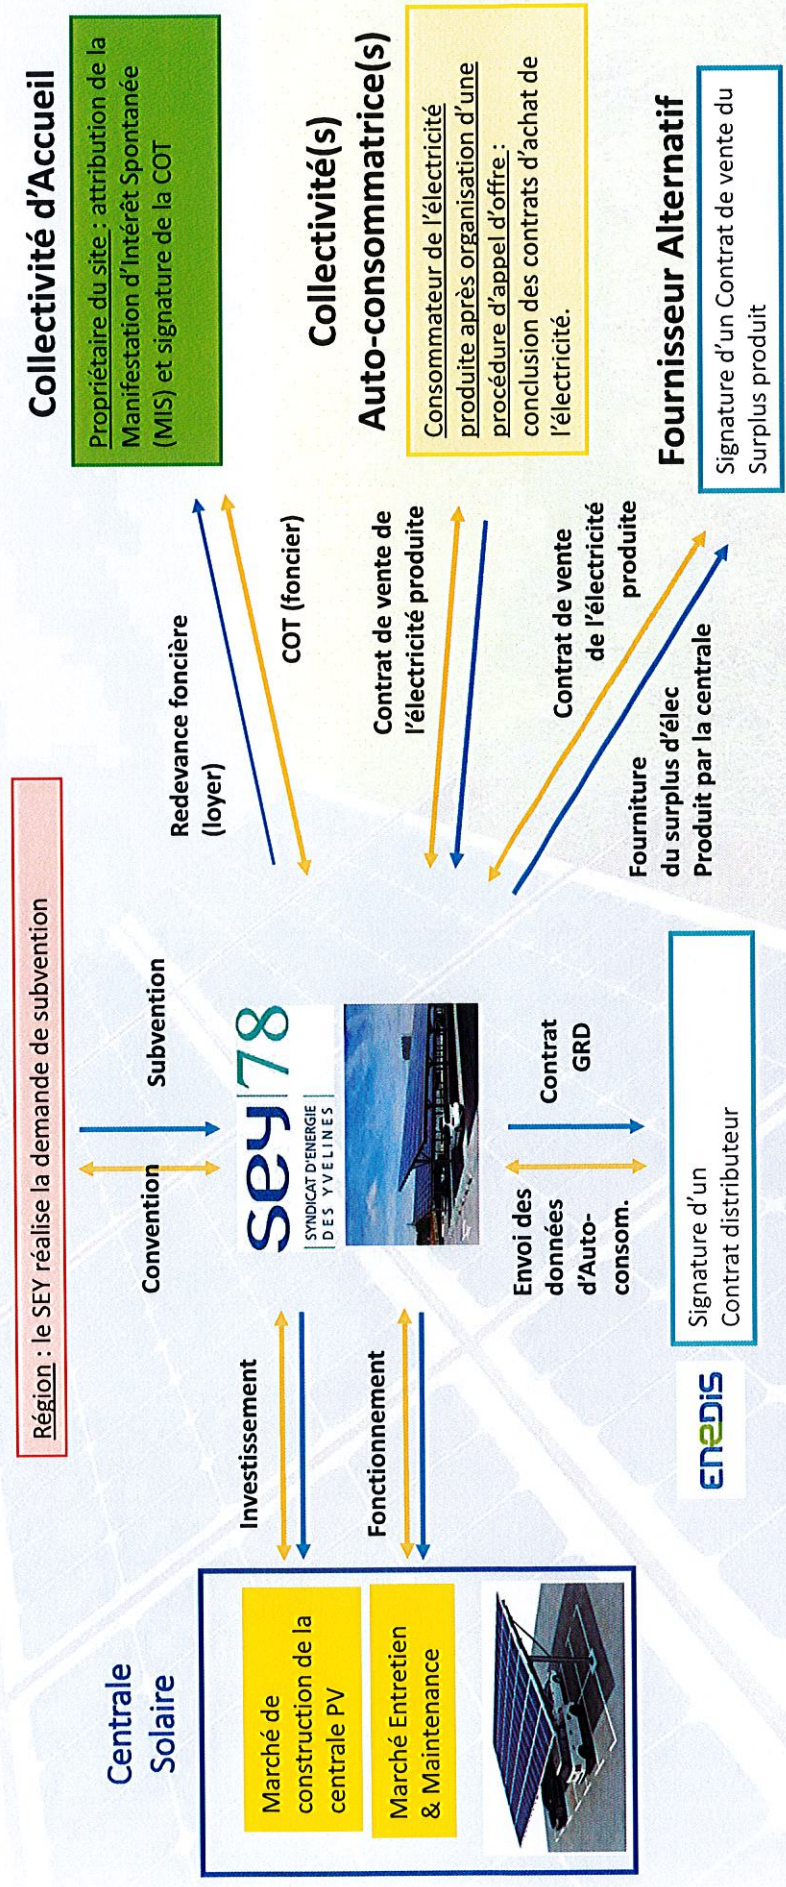 Région : le SEY réalise la demande de subvention
Convention
Subvention
Centrale
Solaire
Marché de
construction de la
centrale PV
Marché Entretien
& Maintenance
Investissement
Fonctionnement
sey|78
SYNDICAT D'ENERGIE
DES YVELINES
Envoi des
données
d'Auto-
consom.
Contrat
GRD
enedis
Signature d'un
Contrat distributeur
Redevance foncière
(loyer)
COT (foncier)
Contrat de vente de
l'électricité produite
Contrat de vente
de l'électricité
produite
Fourniture
du surplus d'élec
Produit par la centrale
Collectivité d'Accueil
Propriétaire du site : attribution de la
Manifestation d'Intérêt Spontanée
(MIS) et signature de la COT
Collectivité(s)
Auto-consommatrice(s)
Consommateur de l'électricité
produite après organisation d'une
procédure d'appel d'offre :
conclusion des contrats d'achat de
l'électricité.
Fournisseur Alternatif
Signature d'un Contrat de vente du
Surplus produit